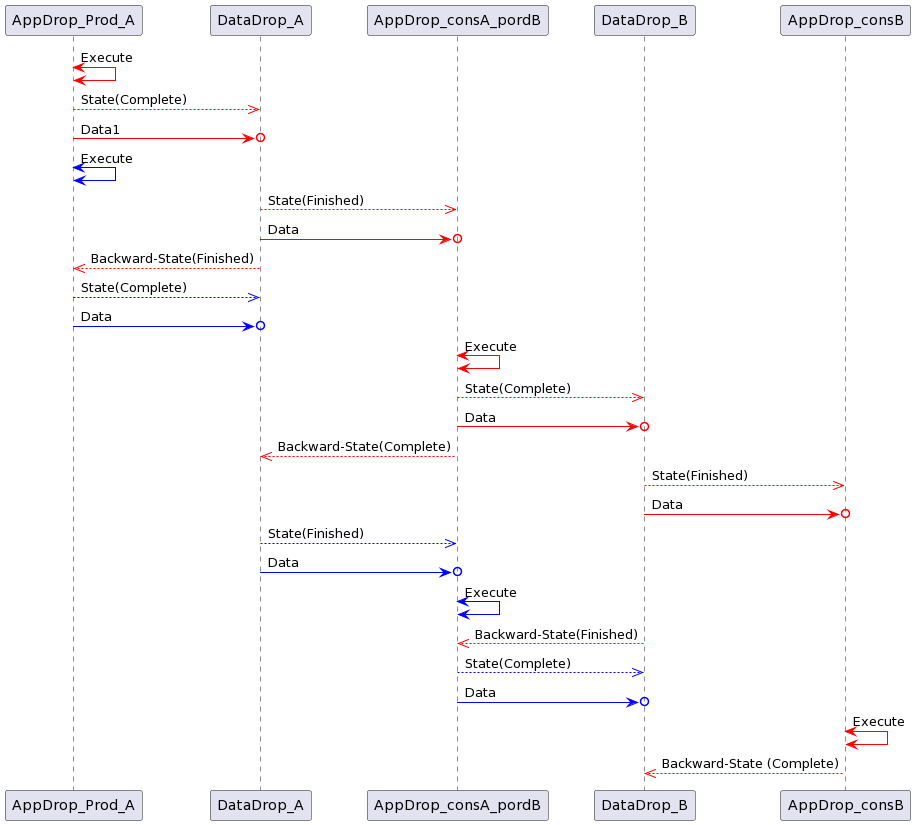 AppDrop_Prod_A DataDrop_A AppDrop_consA_pordB DataDrop_B AppDrop_consB
Execute
State(Complete)
Data1
Execute
State(Finished)
Data
Backward-State(Finished)
State(Complete)
Data
Execute
State(Complete)
Data
Backward-State(Complete)
State(Finished)
Data
State(Finished)
Data
Execute
Backward-State(Finished)
State(Complete)
Data
Execute
Backward-State (Complete)
AppDrop_Prod_A DataDrop_A AppDrop_consA_pordB DataDrop_B AppDrop_consB